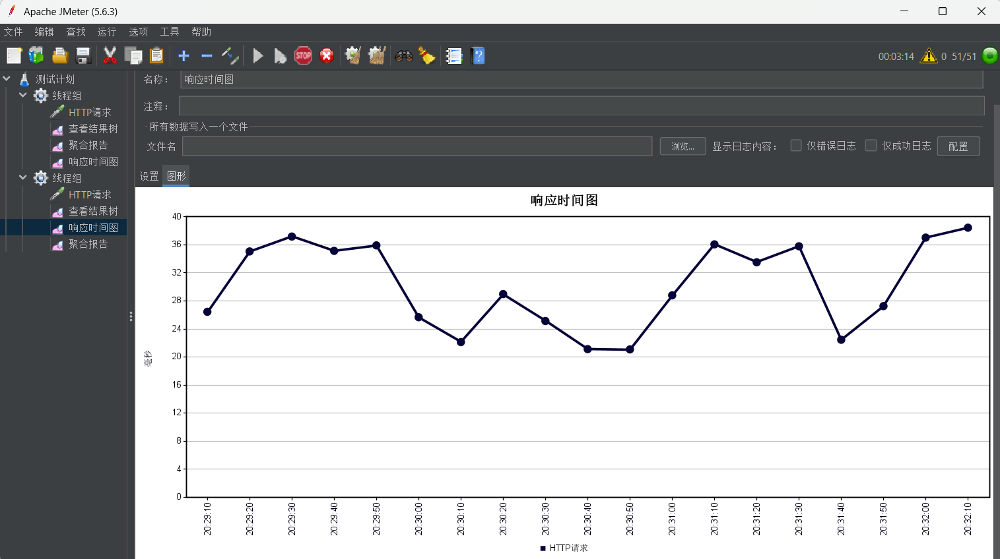 Apache JMeter (5.6.3)
文件 编辑 查找 运行 选项 工具 帮助
STOP
00:03:14 0 51/51
测试计划
线程组
HTTP请求
查看结果树
聚合报告
响应时间图
线程组
HTTP请求
查看结果树
响应时间图
聚合报告
名称： 响应时间图
注释：
所有数据写入一个文件
文件名 浏览... 显示日志内容： 仅错误日志 仅成功日志 配置
设置 图形
响应时间图
40
36
32
28
24
20
16
12
8
4
0
毫秒
20:29:10 20:29:20 20:29:30 20:29:40 20:29:50 20:30:00 20:30:10 20:30:20 20:30:30 20:30:40 20:30:50 20:31:00 20:31:10 20:31:20 20:31:30 20:31:40 20:31:50 20:32:00 20:32:10
HTTP请求